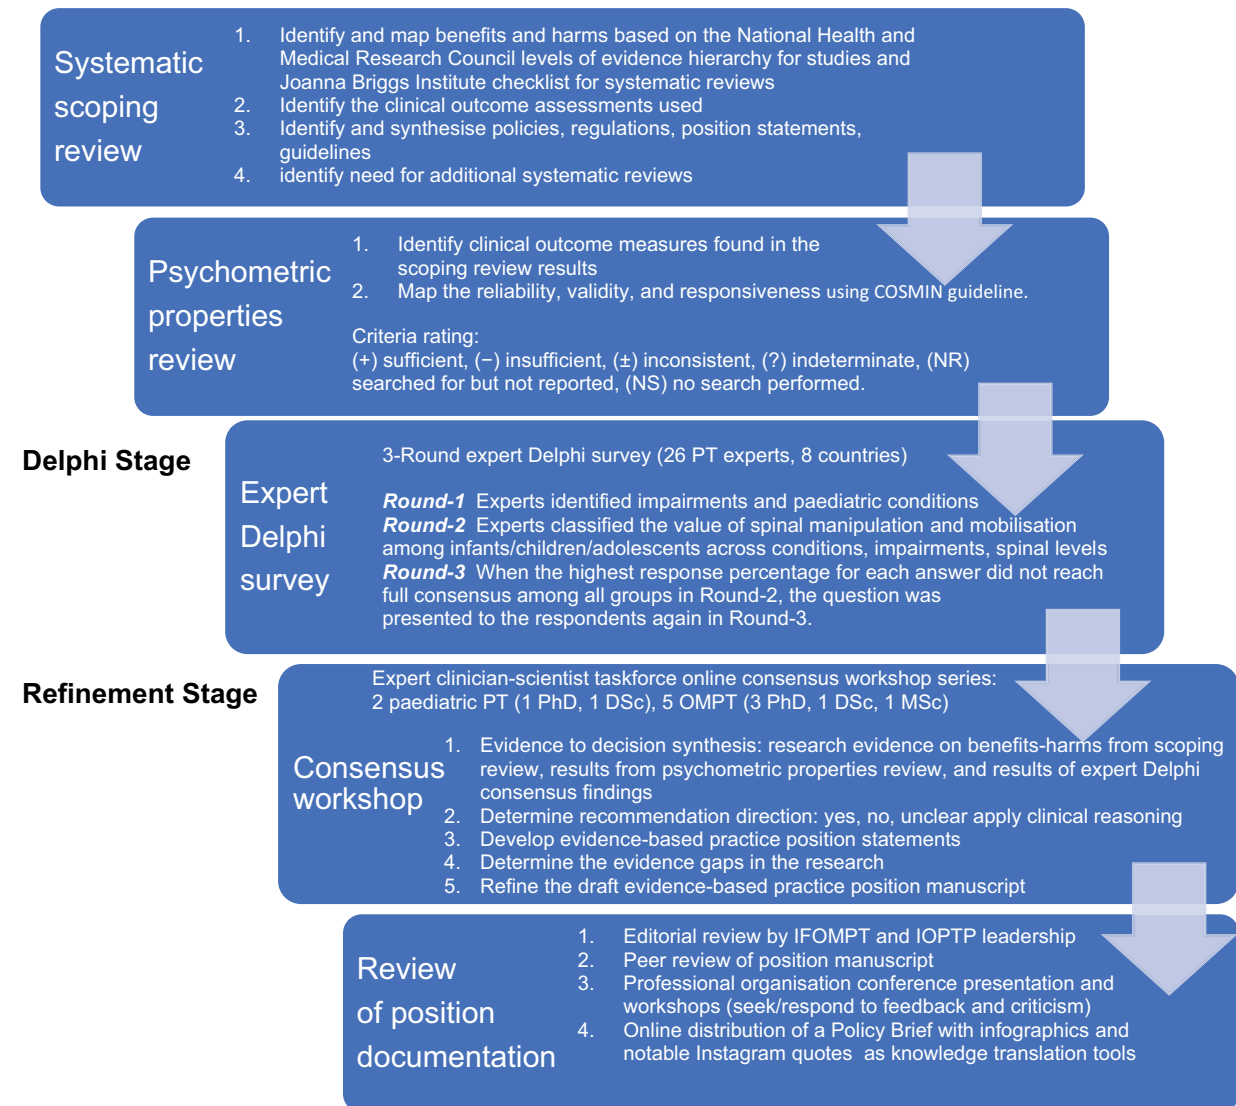 Systematic
scoping
review
1. Identify and map benefits and harms based on the National Health and
Medical Research Council levels of evidence hierarchy for studies and
Joanna Briggs Institute checklist for systematic reviews
2. Identify the clinical outcome assessments used
3. Identify and synthesise policies, regulations, position statements,
guidelines
4. identify need for additional systematic reviews
Psychometric
properties
review
1. Identify clinical outcome measures found in the
scoping review results
2. Map the reliability, validity, and responsiveness using COSMIN guideline.
Criteria rating:
(+) sufficient, (−) insufficient, (±) inconsistent, (?) indeterminate, (NR)
searched for but not reported, (NS) no search performed.
Delphi Stage
Expert
Delphi
survey
3-Round expert Delphi survey (26 PT experts, 8 countries)
Round-1 Experts identified impairments and paediatric conditions
Round-2 Experts classified the value of spinal manipulation and mobilisation
among infants/children/adolescents across conditions, impairments, spinal levels
Round-3 When the highest response percentage for each answer did not reach
full consensus among all groups in Round-2, the question was
presented to the respondents again in Round-3.
Refinement Stage
Consensus
workshop
Expert clinician-scientist taskforce online consensus workshop series:
2 paediatric PT (1 PhD, 1 DSc), 5 OMPT (3 PhD, 1 DSc, 1 MSc)
1. Evidence to decision synthesis: research evidence on benefits-harms from scoping
review, results from psychometric properties review, and results of expert Delphi
consensus findings
2. Determine recommendation direction: yes, no, unclear apply clinical reasoning
3. Develop evidence-based practice position statements
4. Determine the evidence gaps in the research
5. Refine the draft evidence-based practice position manuscript
Review
of position
documentation
1. Editorial review by IFOMPT and IOPTP leadership
2. Peer review of position manuscript
3. Professional organisation conference presentation and
workshops (seek/respond to feedback and criticism)
4. Online distribution of a Policy Brief with infographics and
notable Instagram quotes as knowledge translation tools